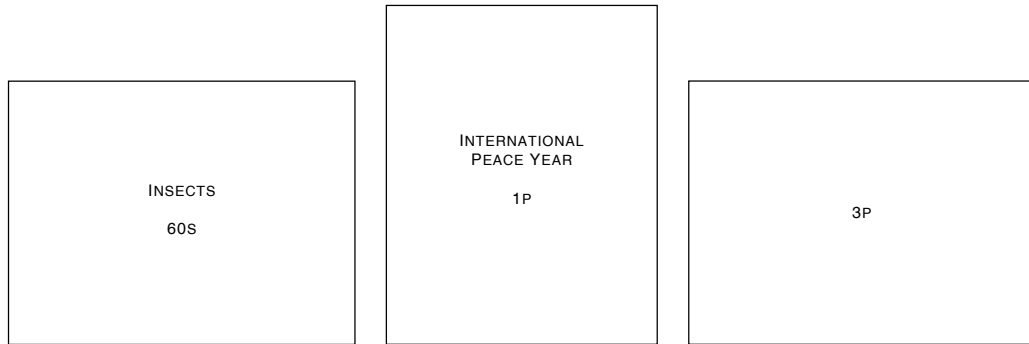 INSECTS
60S
INTERNATIONAL
PEACE YEAR
1P
3P